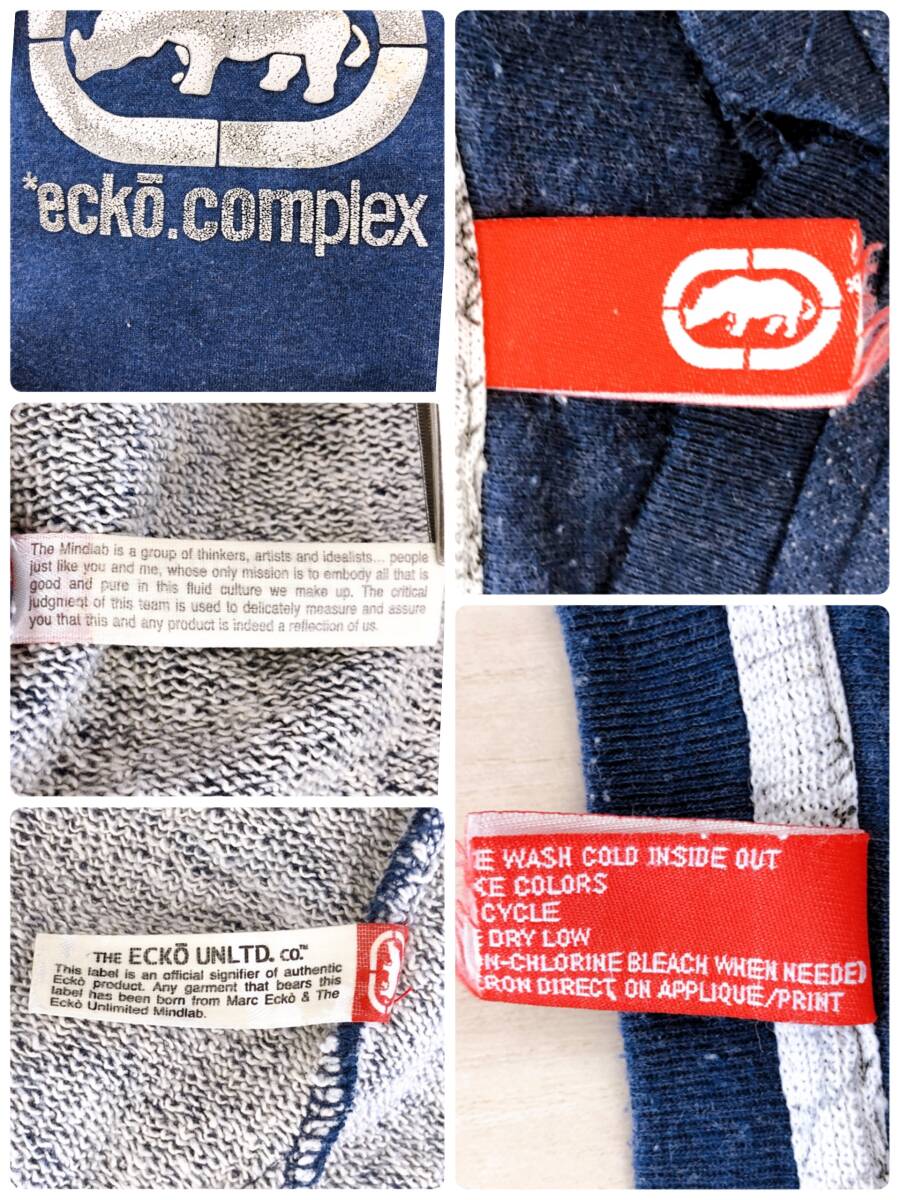 *eckō.complex
The Mindlab is a group of thinkers, artists and idealists... people
just like you and me, whose only mission is to embody all that is
good and pure in this fluid culture we make up. The critical
judgment of this team is used to delicately measure and assure
you that this and any product is indeed a reflection of us.
THE ECKŌ UNLTD. CO.™
This label is an official signifier of authentic
Eckō product. Any garment that bears this
label has been born from Marc Eckō & The
Eckō Unlimited Mindlab.
E WASH COLD INSIDE OUT
KE COLORS
CYCLE
E DRY LOW
N-CHLORINE BLEACH WHEN NEEDED
RON DIRECT ON APPLIQUE/PRINT